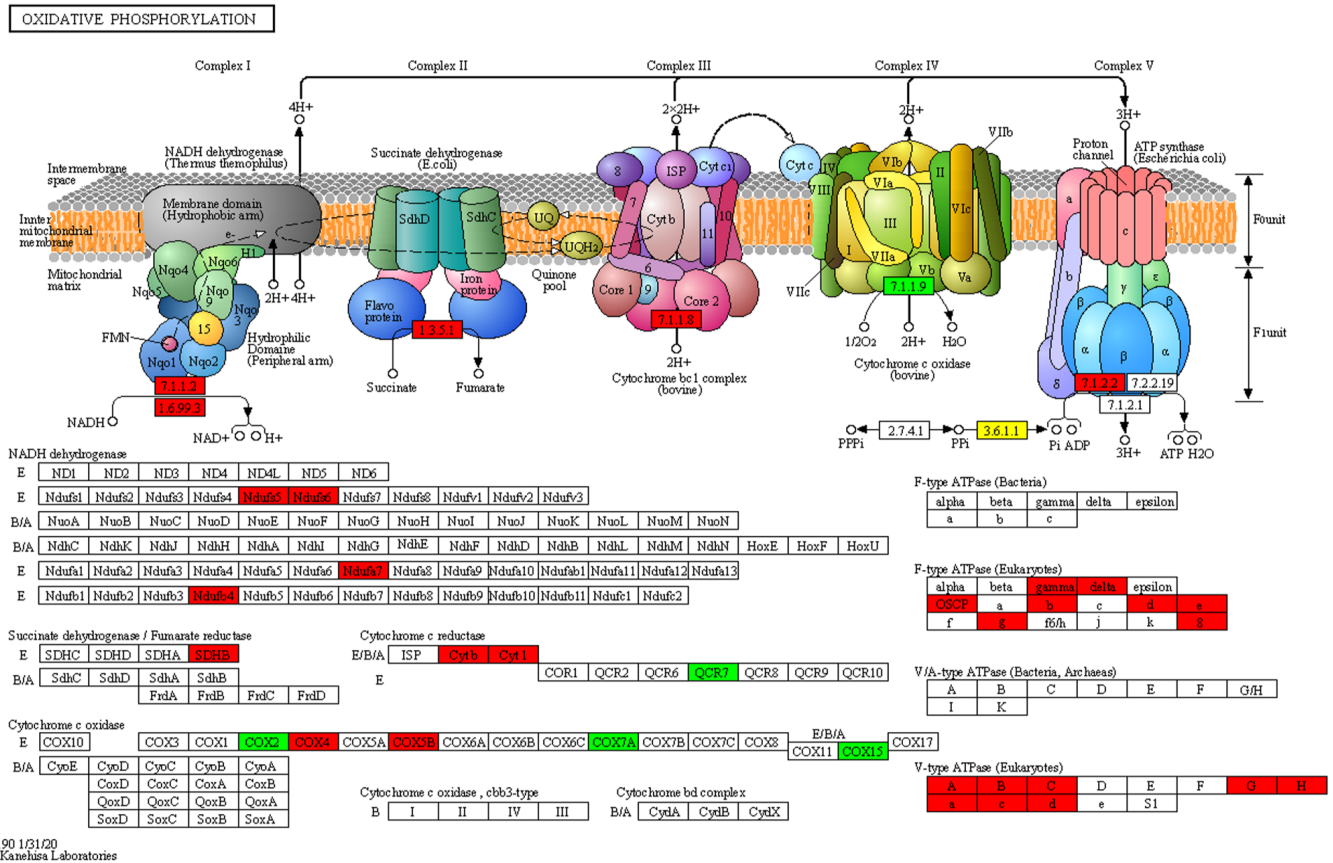 OXIDATIVE PHOSPHORYLATION
Complex I
Complex II
Complex III
Complex IV
Complex V
4H+
2×2H+
2H+
3H+
NADH dehydrogenase
(Thermus themophilus)
Succinate dehydrogenase
(E.coli)
VIIb
Proton
channel
ATP synthase
(Escherichia coli)
Intermembrane
space
Innter
mitochondrial
membrane
Mitochondrial
matrix
Membrane domain
(Hydrophobic arm)
e-
H1
Nqo6
Nqo4
Nqo5
Nqo
9
Nqo
3
15
FMN
Nqo1
Nqo2
2H+
4H+
Hydrophilic
Domaine
(Peripheral arm)
7.1.1.2
1.6.99.3
NADH
NAD+
H+
SdhD
SdhC
Flavo
protein
Iron
protein
1.3.5.1
Succinate
Fumarate
UQ
UQH2
Quinone
pool
8
ISP
Cyt c1
7
Cyt b
10
11
6
Core 1
9
Core 2
7.1.1.8
2H+
Cytochrome bc1 complex
(bovine)
Cyt c
IV
VIb
II
VIII
VIa
VIc
III
I
VIIa
VIIc
Vb
Va
7.1.1.9
1/2O2
2H+
H2O
Cytochrome c oxidase
(bovine)
a
c
b
γ
ε
β
β
α
β
α
δ
F0unit
F1unit
7.1.2.2
7.2.2.19
7.1.2.1
PPPi
2.7.4.1
PPi
3.6.1.1
Pi ADP
3H+
ATP H2O
NADH dehydrogenase
E ND1 ND2 ND3 ND4 ND4L ND5 ND6
E Ndufs1 Ndufs2 Ndufs3 Ndufs4 Ndufs5 Ndufs6 Ndufs7 Ndufs8 Ndufv1 Ndufv2 Ndufv3
B/A NuoA NuoB NuoC NuoD NuoE NuoF NuoG NuoH NuoI NuoJ NuoK NuoL NuoM NuoN
B/A NdhC NdhK NdhJ NdhH NdhA NdhI NdhG NdhE NdhF NdhD NdhB NdhL NdhM NdhN HoxE HoxF HoxU
E Ndufa1 Ndufa2 Ndufa3 Ndufa4 Ndufa5 Ndufa6 Ndufa7 Ndufa8 Ndufa9 Ndufa10 Ndufab1 Ndufa11 Ndufa12 Ndufa13
E Ndufb1 Ndufb2 Ndufb3 Ndufb4 Ndufb5 Ndufb6 Ndufb7 Ndufb8 Ndufb9 Ndufb10 Ndufb11 Ndufc1 Ndufc2
Succinate dehydrogenase / Fumarate reductase
E SDHC SDHD SDHA SDHB
B/A SdhC SdhD SdhA SdhB
FrdA FrdB FrdC FrdD
Cytochrome c reductase
E/B/A ISP Cyt b Cyt 1
E COR1 QCR2 QCR6 QCR7 QCR8 QCR9 QCR10
Cytochrome c oxidase
E COX10 COX3 COX1 COX2 COX4 COX5A COX5B COX6A COX6B COX6C COX7A COX7B COX7C COX8
E/B/A
COX11 COX15 COX17
B/A CyoE CyoD CyoC CyoB CyoA
CoxD CoxC CoxA CoxB
QoxD QoxC QoxB QoxA
SoxD SoxC SoxB SoxA
Cytochrome c oxidase , cbb3-type
B I II IV III
Cytochrome bd complex
B/A CydA CydB CydX
F-type ATPase (Bacteria)
alpha beta gamma delta epsilon
a b c
F-type ATPase (Eukaryotes)
alpha beta gamma delta epsilon
OSCP a b c d e
f g f6/h j k 8
V/A-type ATPase (Bacteria, Archaeas)
A B C D E F G/H
I K
V-type ATPase (Eukaryotes)
A B C D E F G H
a c d e S1
90 1/31/20
Kanehisa Laboratories